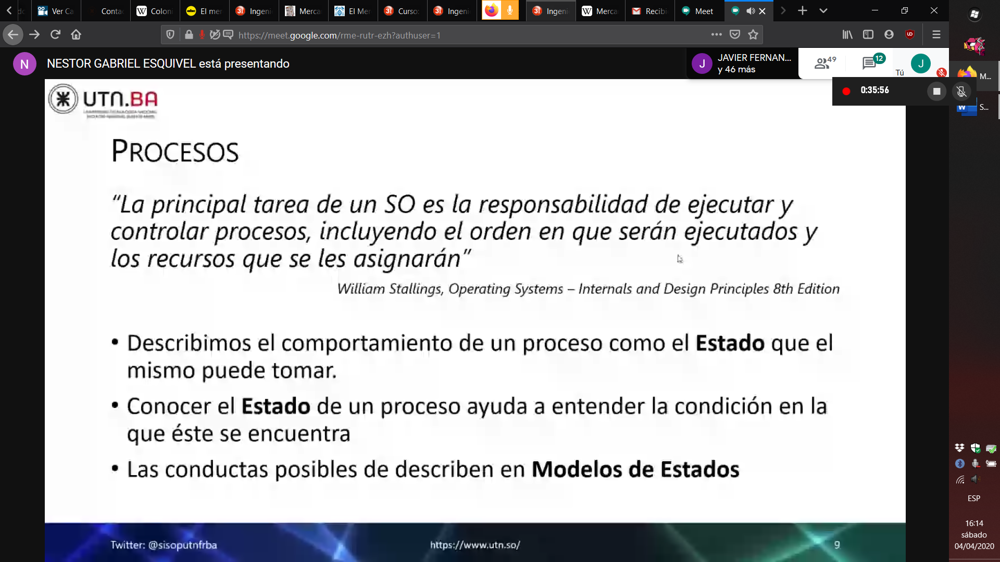 Ver Ca
Contac
W Coloni
abc El mer
31 Ingeni
Merca
El Mer
31 Curso:
31 Ingeni
31 Ingeni
W Merca
Recibi
Meet
https://meet.google.com/rme-rutr-ezh?authuser=1
N NESTOR GABRIEL ESQUIVEL está presentando
J JAVIER FERNAN...
y 46 más
49
12
Tú
J
M...
0:35:56
W S...
UTN.BA
PROCESOS
“La principal tarea de un SO es la responsabilidad de ejecutar y
controlar procesos, incluyendo el orden en que serán ejecutados y
los recursos que se les asignarán”
William Stallings, Operating Systems – Internals and Design Principles 8th Edition
• Describimos el comportamiento de un proceso como el Estado que el
mismo puede tomar.
• Conocer el Estado de un proceso ayuda a entender la condición en la
que éste se encuentra
• Las conductas posibles de describen en Modelos de Estados
Twitter: @sisoputnfrba
https://www.utn.so/
9
ESP
16:14
sábado
04/04/2020